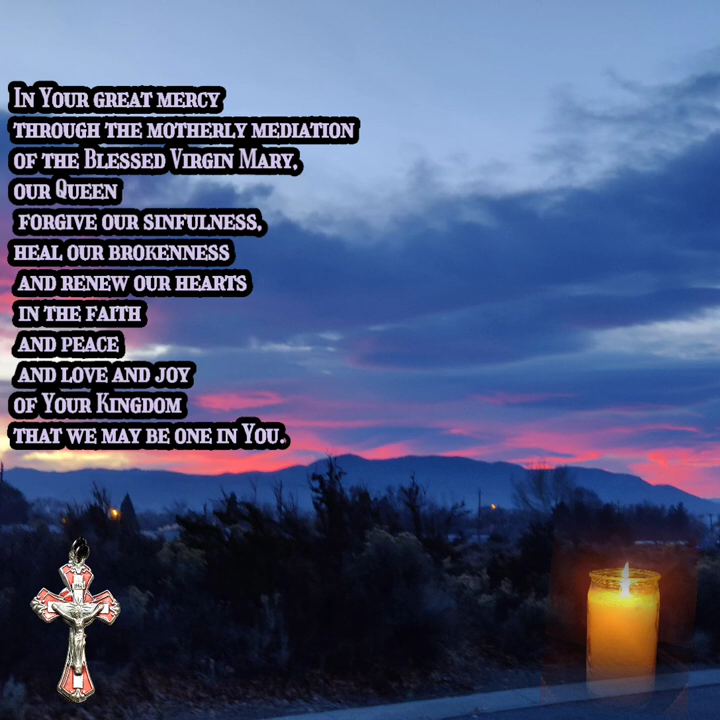 In Your great mercy
through the motherly mediation
of the Blessed Virgin Mary,
our Queen
forgive our sinfulness,
heal our brokenness
and renew our hearts
in the faith
and peace
and love and joy
of Your Kingdom
that we may be one in You.